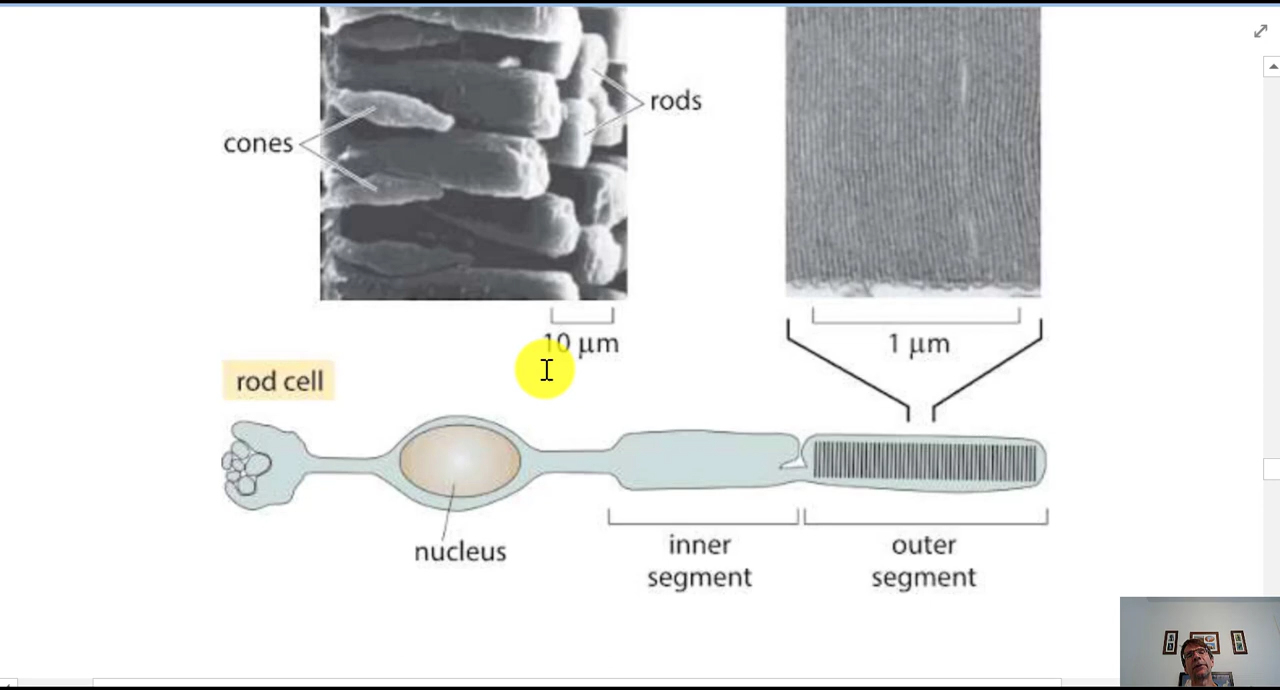 rods
cones
10 μm
1 μm
rod cell
nucleus
inner
segment
outer
segment